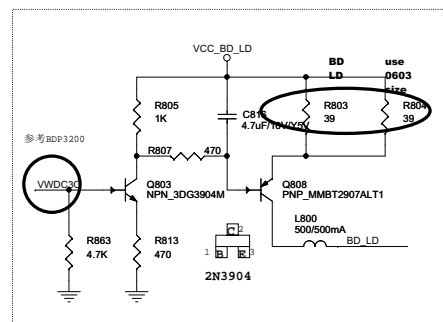 VCC_BD_LD
BD
LD
use
0603
size
R805
1K
4.7uF/16V/Y5V
R803
39
R804
39
参考BDP3200
R807
470
VWDC3O
Q803
NPN_3DG3904M
Q808
PNP_MMBT2907ALT1
R863
4.7K
R813
470
C
2
1
B
E
3
2N3904
L800
500/500mA
BD_LD